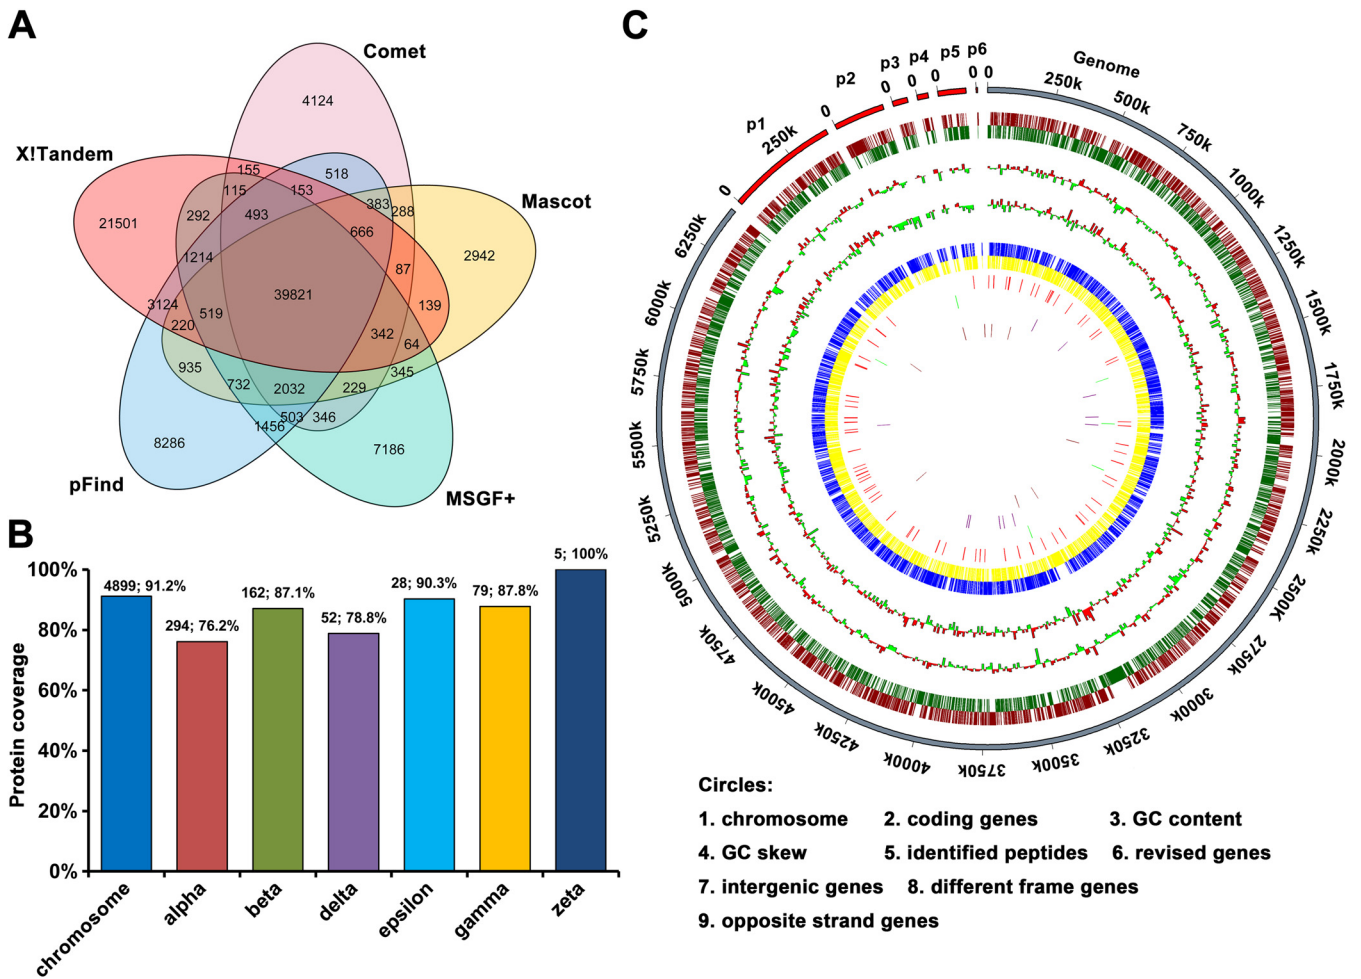 A
Comet
4124
X!Tandem
155
518
Mascot
115
153
383
288
21501
292
493
666
2942
1214
87
39821
3124
519
139
220
342
64
935
345
732
2032
229
503
346
1456
8286
7186
pFind
MSGF+
B
Protein coverage
100%
80%
60%
40%
20%
0%
4899; 91.2%
294; 76.2%
162; 87.1%
52; 78.8%
28; 90.3%
79; 87.8%
5; 100%
chromosome
alpha
beta
delta
epsilon
gamma
zeta
C
p1
p2
p3
p4
p5
p6
Genome
0
250k
0
0
0
0
0
0
250k
500k
750k
1000k
1250k
1500k
1750k
2000k
2250k
2500k
2750k
3000k
3250k
3500k
3750k
4000k
4250k
4500k
4750k
5000k
5250k
5500k
5750k
6000k
6250k
Circles:
1. chromosome 2. coding genes 3. GC content
4. GC skew 5. identified peptides 6. revised genes
7. intergenic genes 8. different frame genes
9. opposite strand genes